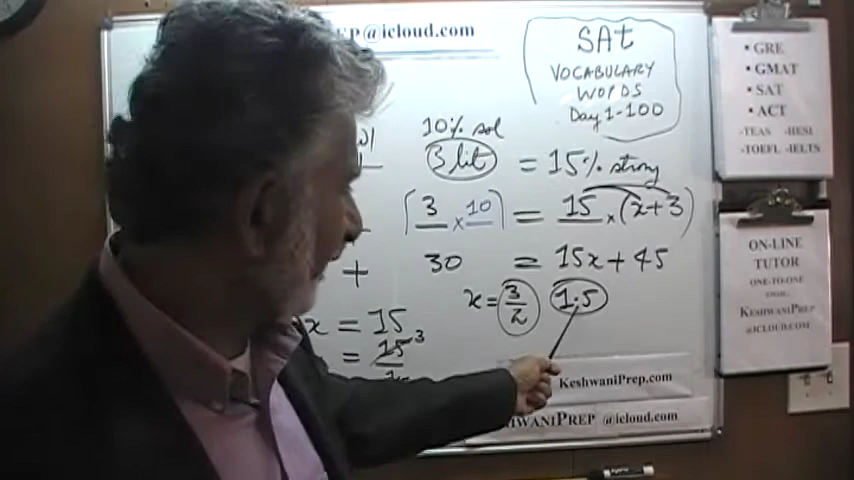 EP@icloud.com
SAt
VOCABULARY
WORDS
Day 1-100
10% sol
3 lit = 15% strong
(3 x 10) = 15 x (x+3)
+ 30 = 15x + 45
x = 3/2 1.5
x = 15
= 15 3
• GRE
• GMAT
• SAT
• ACT
-TEAS -HESI
-TOEFL -IELTS
ON-LINE
TUTOR
ONE-TO-ONE
KESHWANIPREP
@ICLOUD.COM
KESHWANIPREP.COM
HWANIPREP @icloud.com